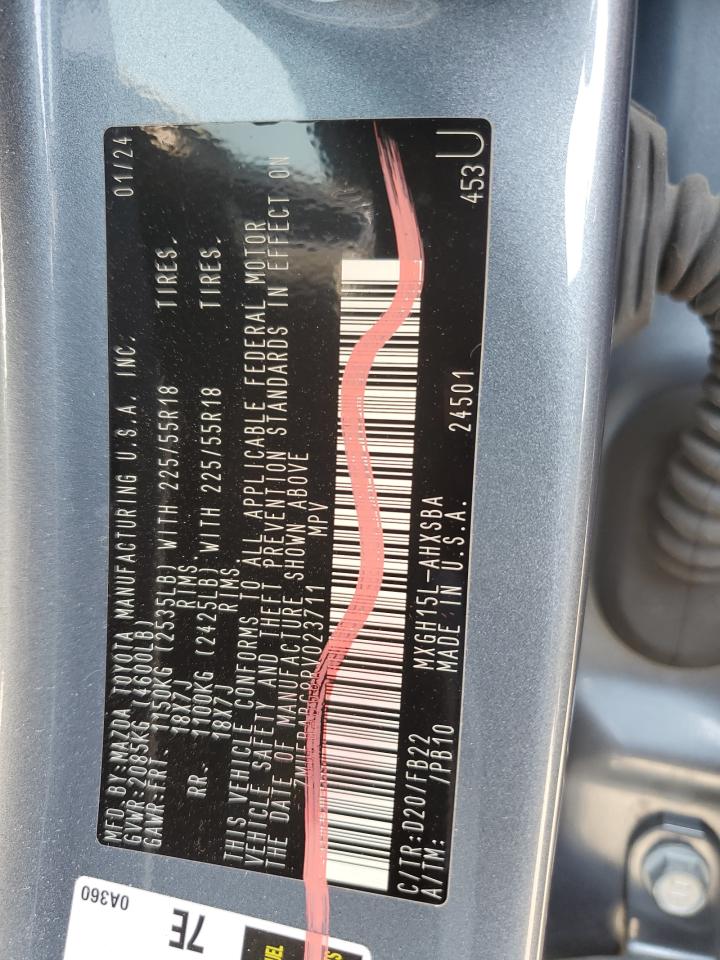 MFD.BY:MAZDA TOYOTA MANUFACTURING U.S.A. INC. 01/24
GVWR:2085KG (4600LB)
GAWR:FRT 1150KG (2535LB) WITH 225/55R18 TIRES.
18X7J RIMS.
RR. 1100KG (2425LB) WITH 225/55R18 TIRES.
18X7J RIMS.
THIS VEHICLE CONFORMS TO ALL APPLICABLE FEDERAL MOTOR
VEHICLE SAFETY AND THEFT PREVENTION STANDARDS IN EFFECT ON
THE DATE OF MANUFACTURE SHOWN ABOVE
MPV
C/TR:D20/FB22 MXGH15L-AHXSBA 24501 453 U
A/TM: /PB10 MADE IN U.S.A.
0A360
7E